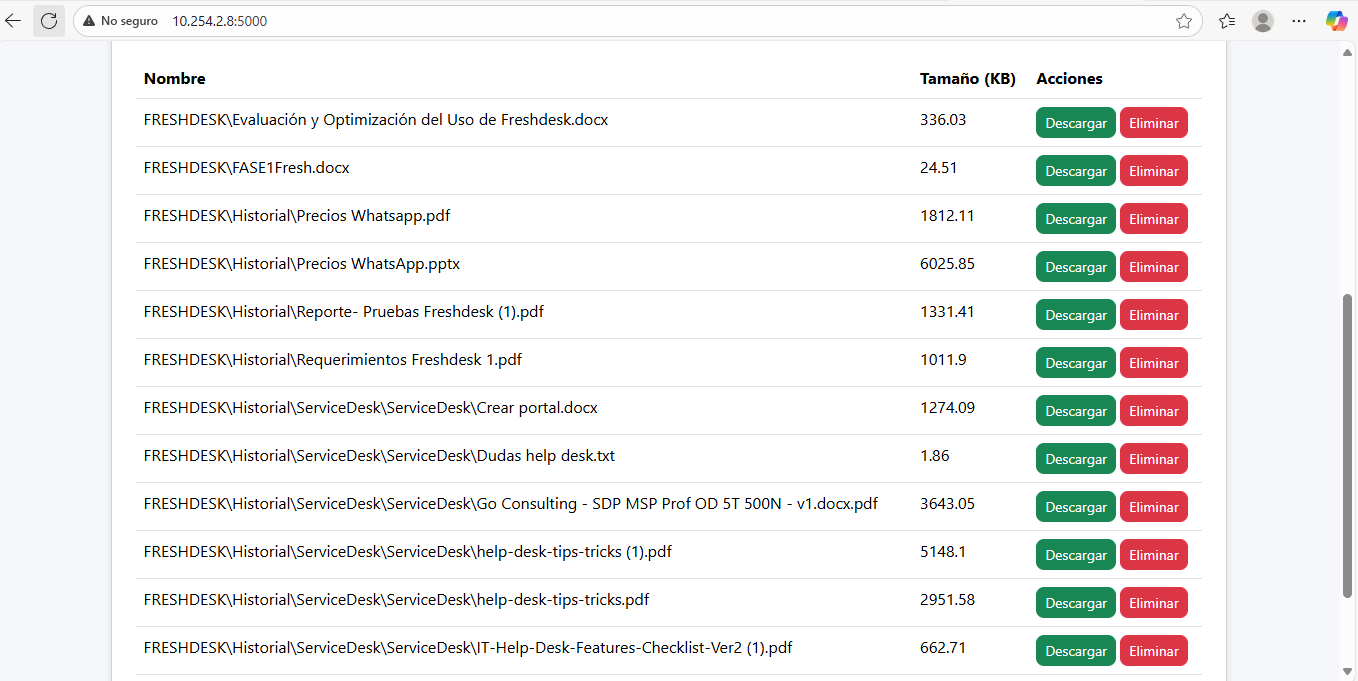 No seguro 10.254.2.8:5000
Nombre Tamaño (KB) Acciones
FRESHDESK\Evaluación y Optimización del Uso de Freshdesk.docx 336.03 Descargar Eliminar
FRESHDESK\FASE1Fresh.docx 24.51 Descargar Eliminar
FRESHDESK\Historial\Precios Whatsapp.pdf 1812.11 Descargar Eliminar
FRESHDESK\Historial\Precios WhatsApp.pptx 6025.85 Descargar Eliminar
FRESHDESK\Historial\Reporte- Pruebas Freshdesk (1).pdf 1331.41 Descargar Eliminar
FRESHDESK\Historial\Requerimientos Freshdesk 1.pdf 1011.9 Descargar Eliminar
FRESHDESK\Historial\ServiceDesk\ServiceDesk\Crear portal.docx 1274.09 Descargar Eliminar
FRESHDESK\Historial\ServiceDesk\ServiceDesk\Dudas help desk.txt 1.86 Descargar Eliminar
FRESHDESK\Historial\ServiceDesk\ServiceDesk\Go Consulting - SDP MSP Prof OD 5T 500N - v1.docx.pdf 3643.05 Descargar Eliminar
FRESHDESK\Historial\ServiceDesk\ServiceDesk\help-desk-tips-tricks (1).pdf 5148.1 Descargar Eliminar
FRESHDESK\Historial\ServiceDesk\ServiceDesk\help-desk-tips-tricks.pdf 2951.58 Descargar Eliminar
FRESHDESK\Historial\ServiceDesk\ServiceDesk\IT-Help-Desk-Features-Checklist-Ver2 (1).pdf 662.71 Descargar Eliminar